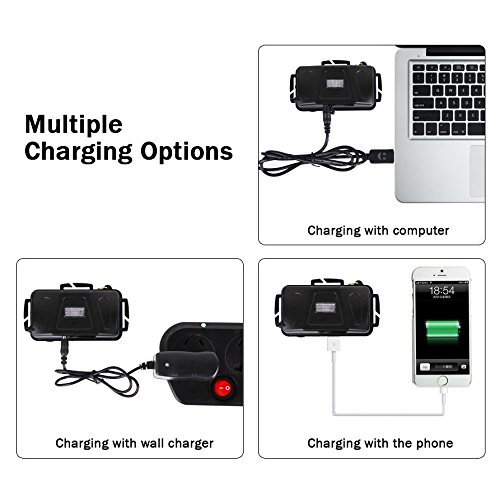 Multiple
Charging Options
Charging with computer
Charging with wall charger
18:54
Charging with the phone